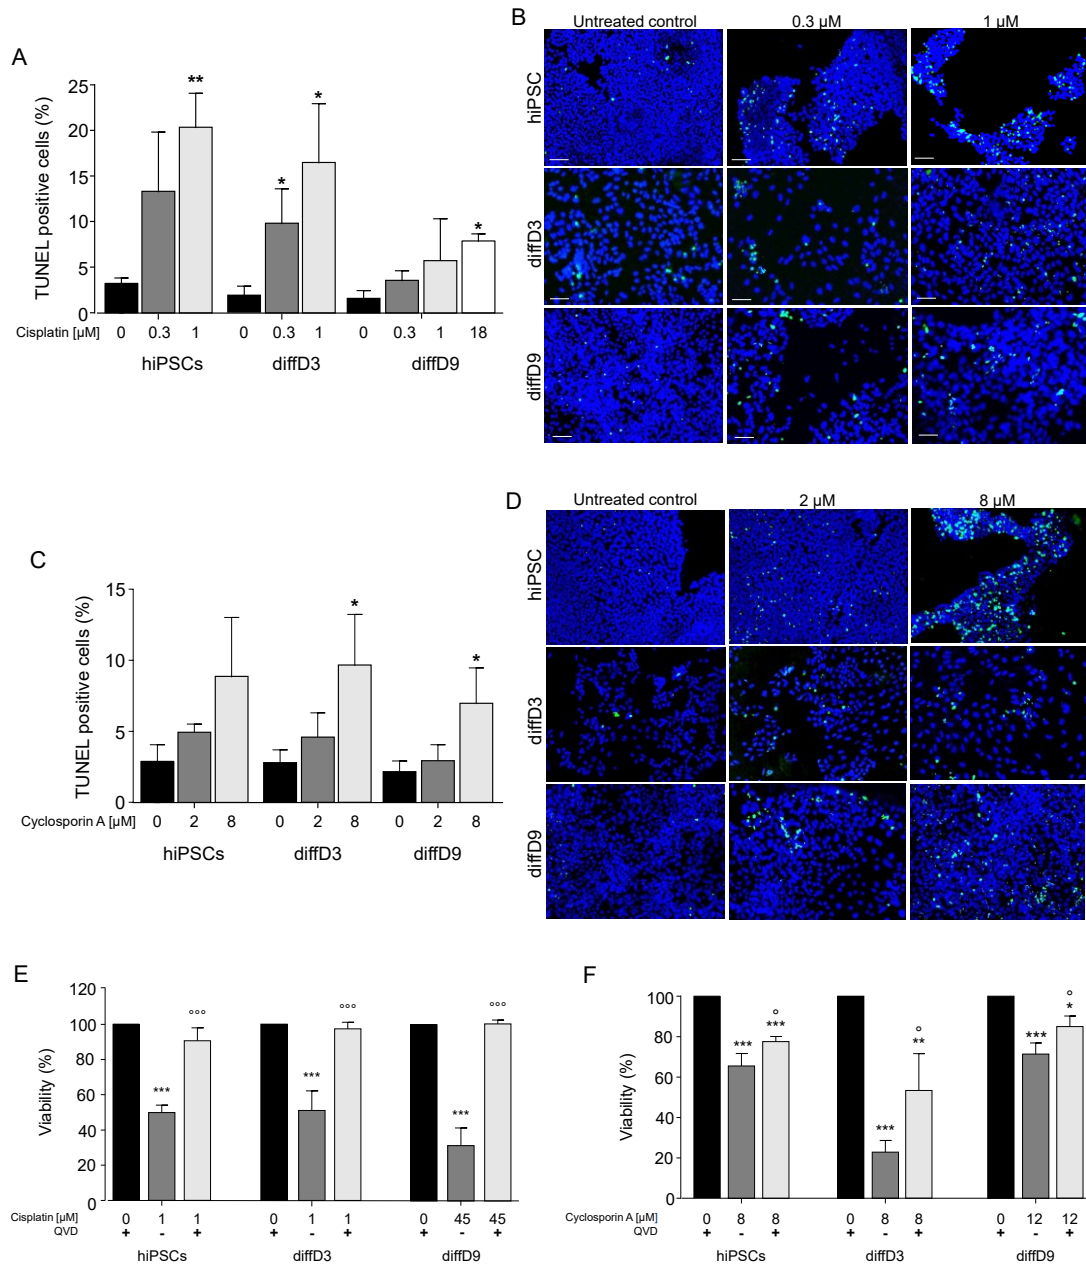 A
TUNEL positive cells (%)
25
20
15
10
5
0
** * * *
Cisplatin [µM] 0 0.3 1 0 0.3 1 0 0.3 1 18
hiPSCs diffD3 diffD9
B
Untreated control 0.3 µM 1 µM
hiPSC
diffD3
diffD9
C
TUNEL positive cells (%)
15
10
5
0
* *
Cyclosporin A [µM] 0 2 8 0 2 8 0 2 8
hiPSCs diffD3 diffD9
D
Untreated control 2 µM 8 µM
hiPSC
diffD3
diffD9
E
Viability (%)
120
100
80
60
40
20
0
°°° °°° °°°
*** *** ***
Cisplatin [µM] 0 1 1 0 1 1 0 45 45
QVD + - + + - + + - +
hiPSCs diffD3 diffD9
F
Viability (%)
100
80
60
40
20
0
° ° °
*** *** *** ** *** *
Cyclosporin A [µM] 0 8 8 0 8 8 0 12 12
QVD + - + + - + + - +
hiPSCs diffD3 diffD9